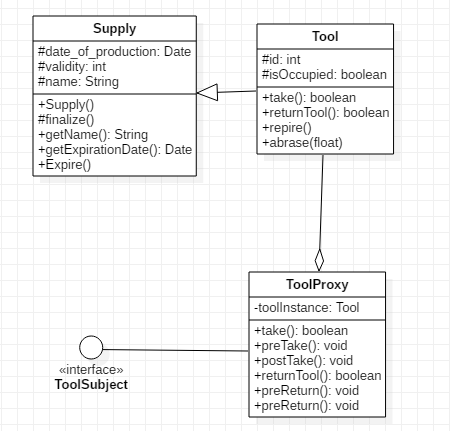 Supply
#date_of_production: Date
#validity: int
#name: String
+Supply()
#finalize()
+getName(): String
+getExpirationDate(): Date
+Expire()
Tool
#id: int
#isOccupied: boolean
+take(): boolean
+returnTool(): boolean
+repire()
+abrase(float)
ToolProxy
-toolInstance: Tool
+take(): boolean
+preTake(): void
+postTake(): void
+returnTool(): boolean
+preReturn(): void
+preReturn(): void
«interface»
ToolSubject